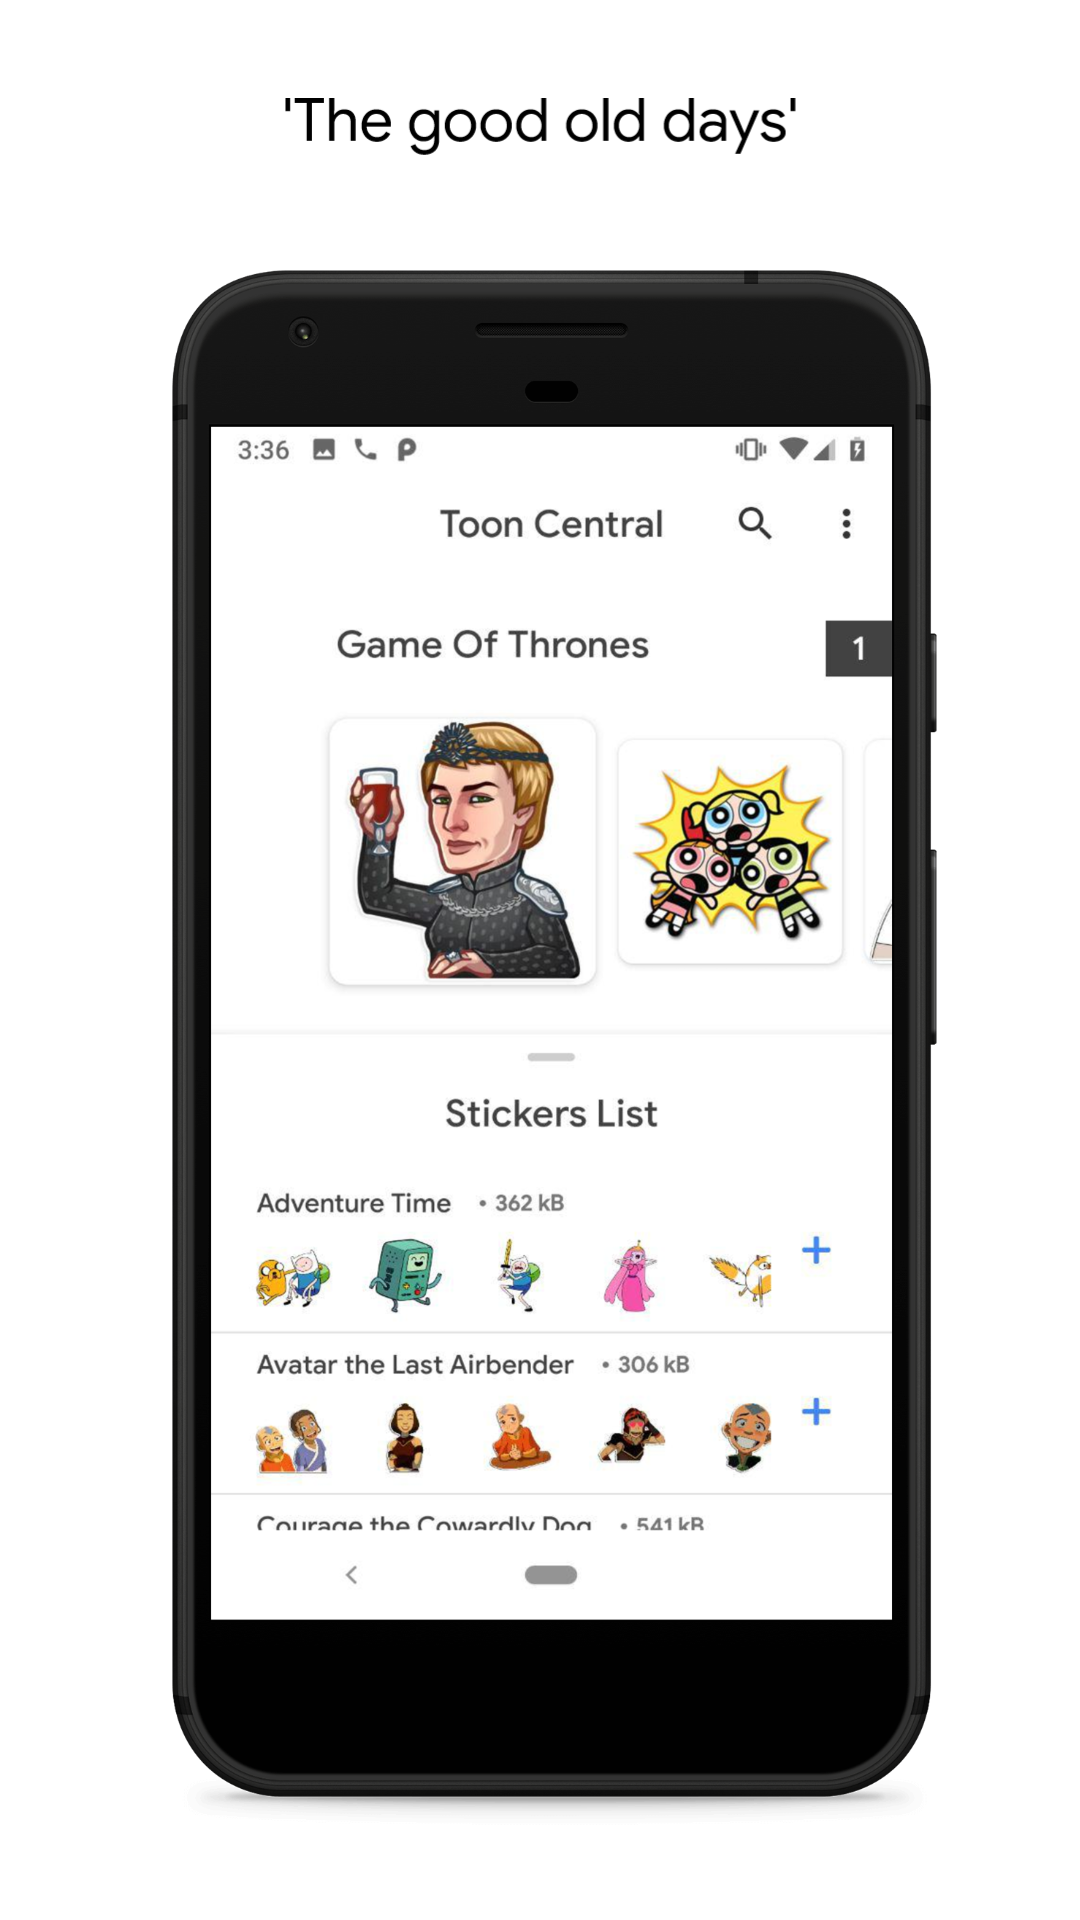 'The good old days'
3:36
Toon Central
Game Of Thrones
1
Stickers List
Adventure Time • 362 kB
Avatar the Last Airbender • 306 kB
Courage the Cowardly Dog • 541 kB